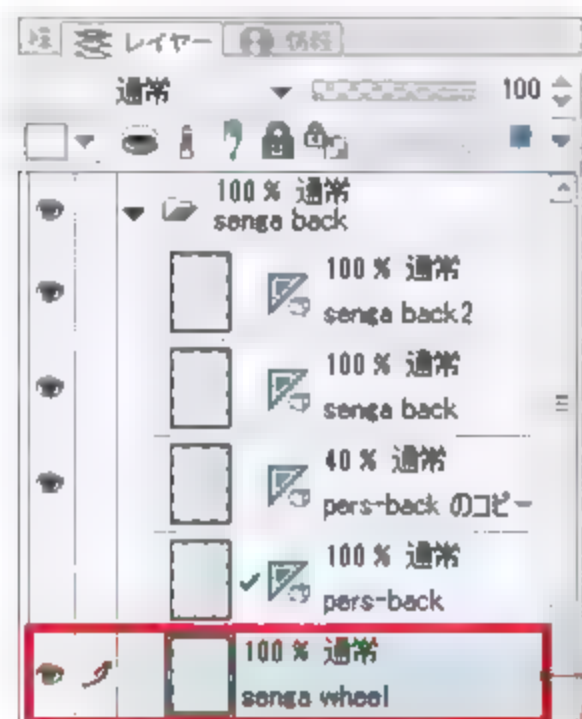 レイヤー 情報
通常 100
100 % 通常
senga back
100 % 通常
senga back2
100 % 通常
senga back
40 % 通常
pers-back のコピー
100 % 通常
pers-back
100 % 通常
senga wheel